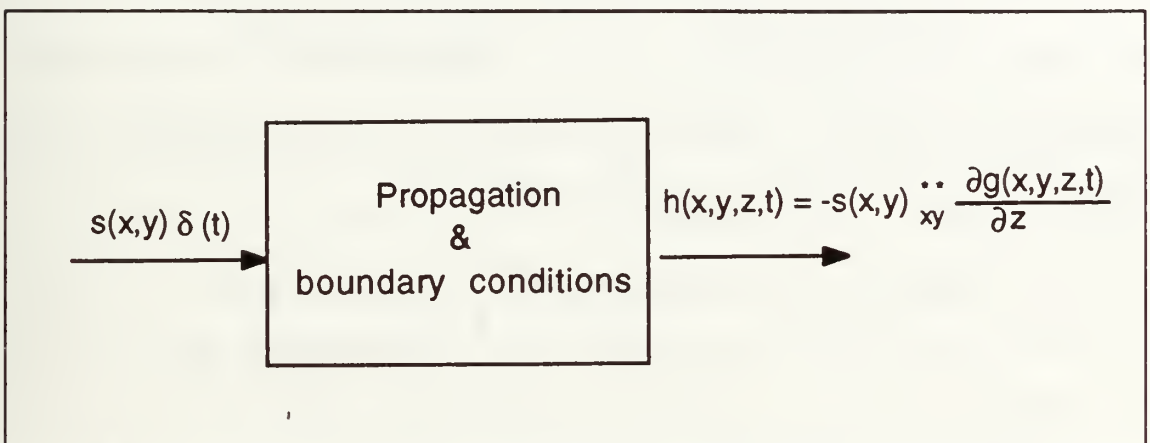 s(x,y) δ (t)
Propagation
&
boundary conditions
h(x,y,z,t) = -s(x,y) ** xy ∂g(x,y,z,t)
∂z